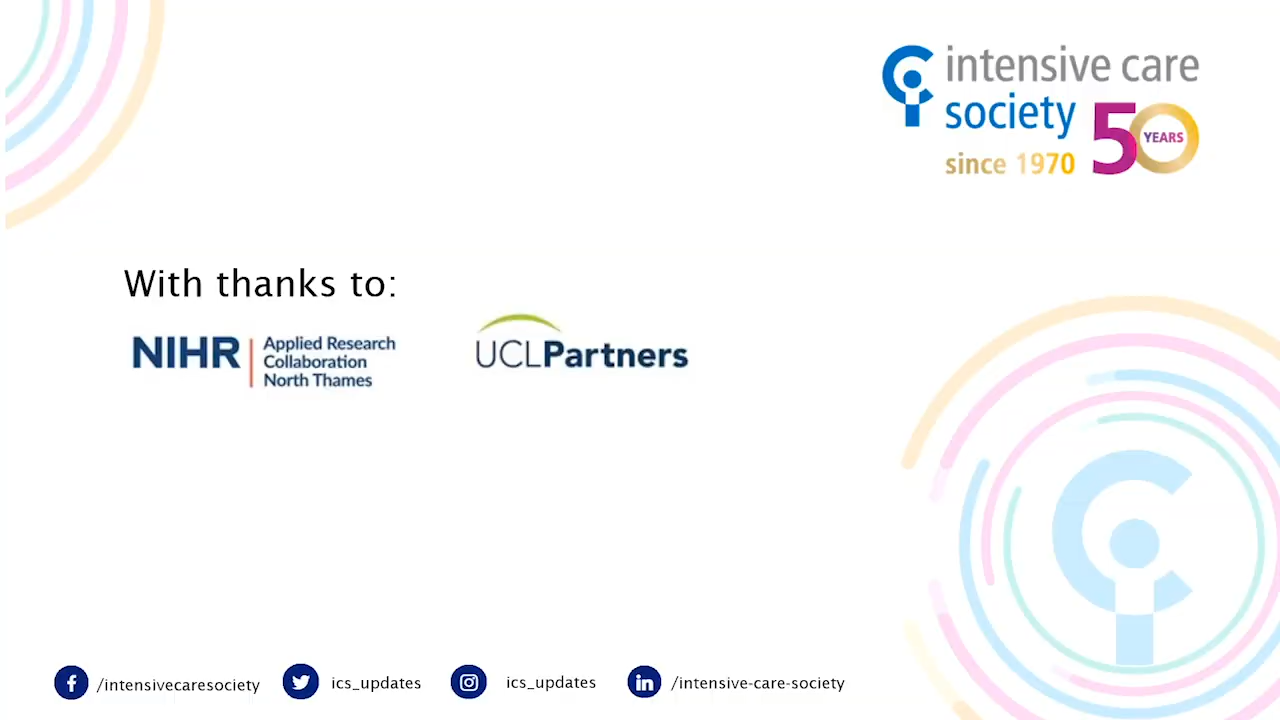 intensive care
society 50 YEARS
since 1970
With thanks to:
NIHR Applied Research
Collaboration
North Thames
UCLPartners
/intensivecaresociety
ics_updates
ics_updates
/intensive-care-society